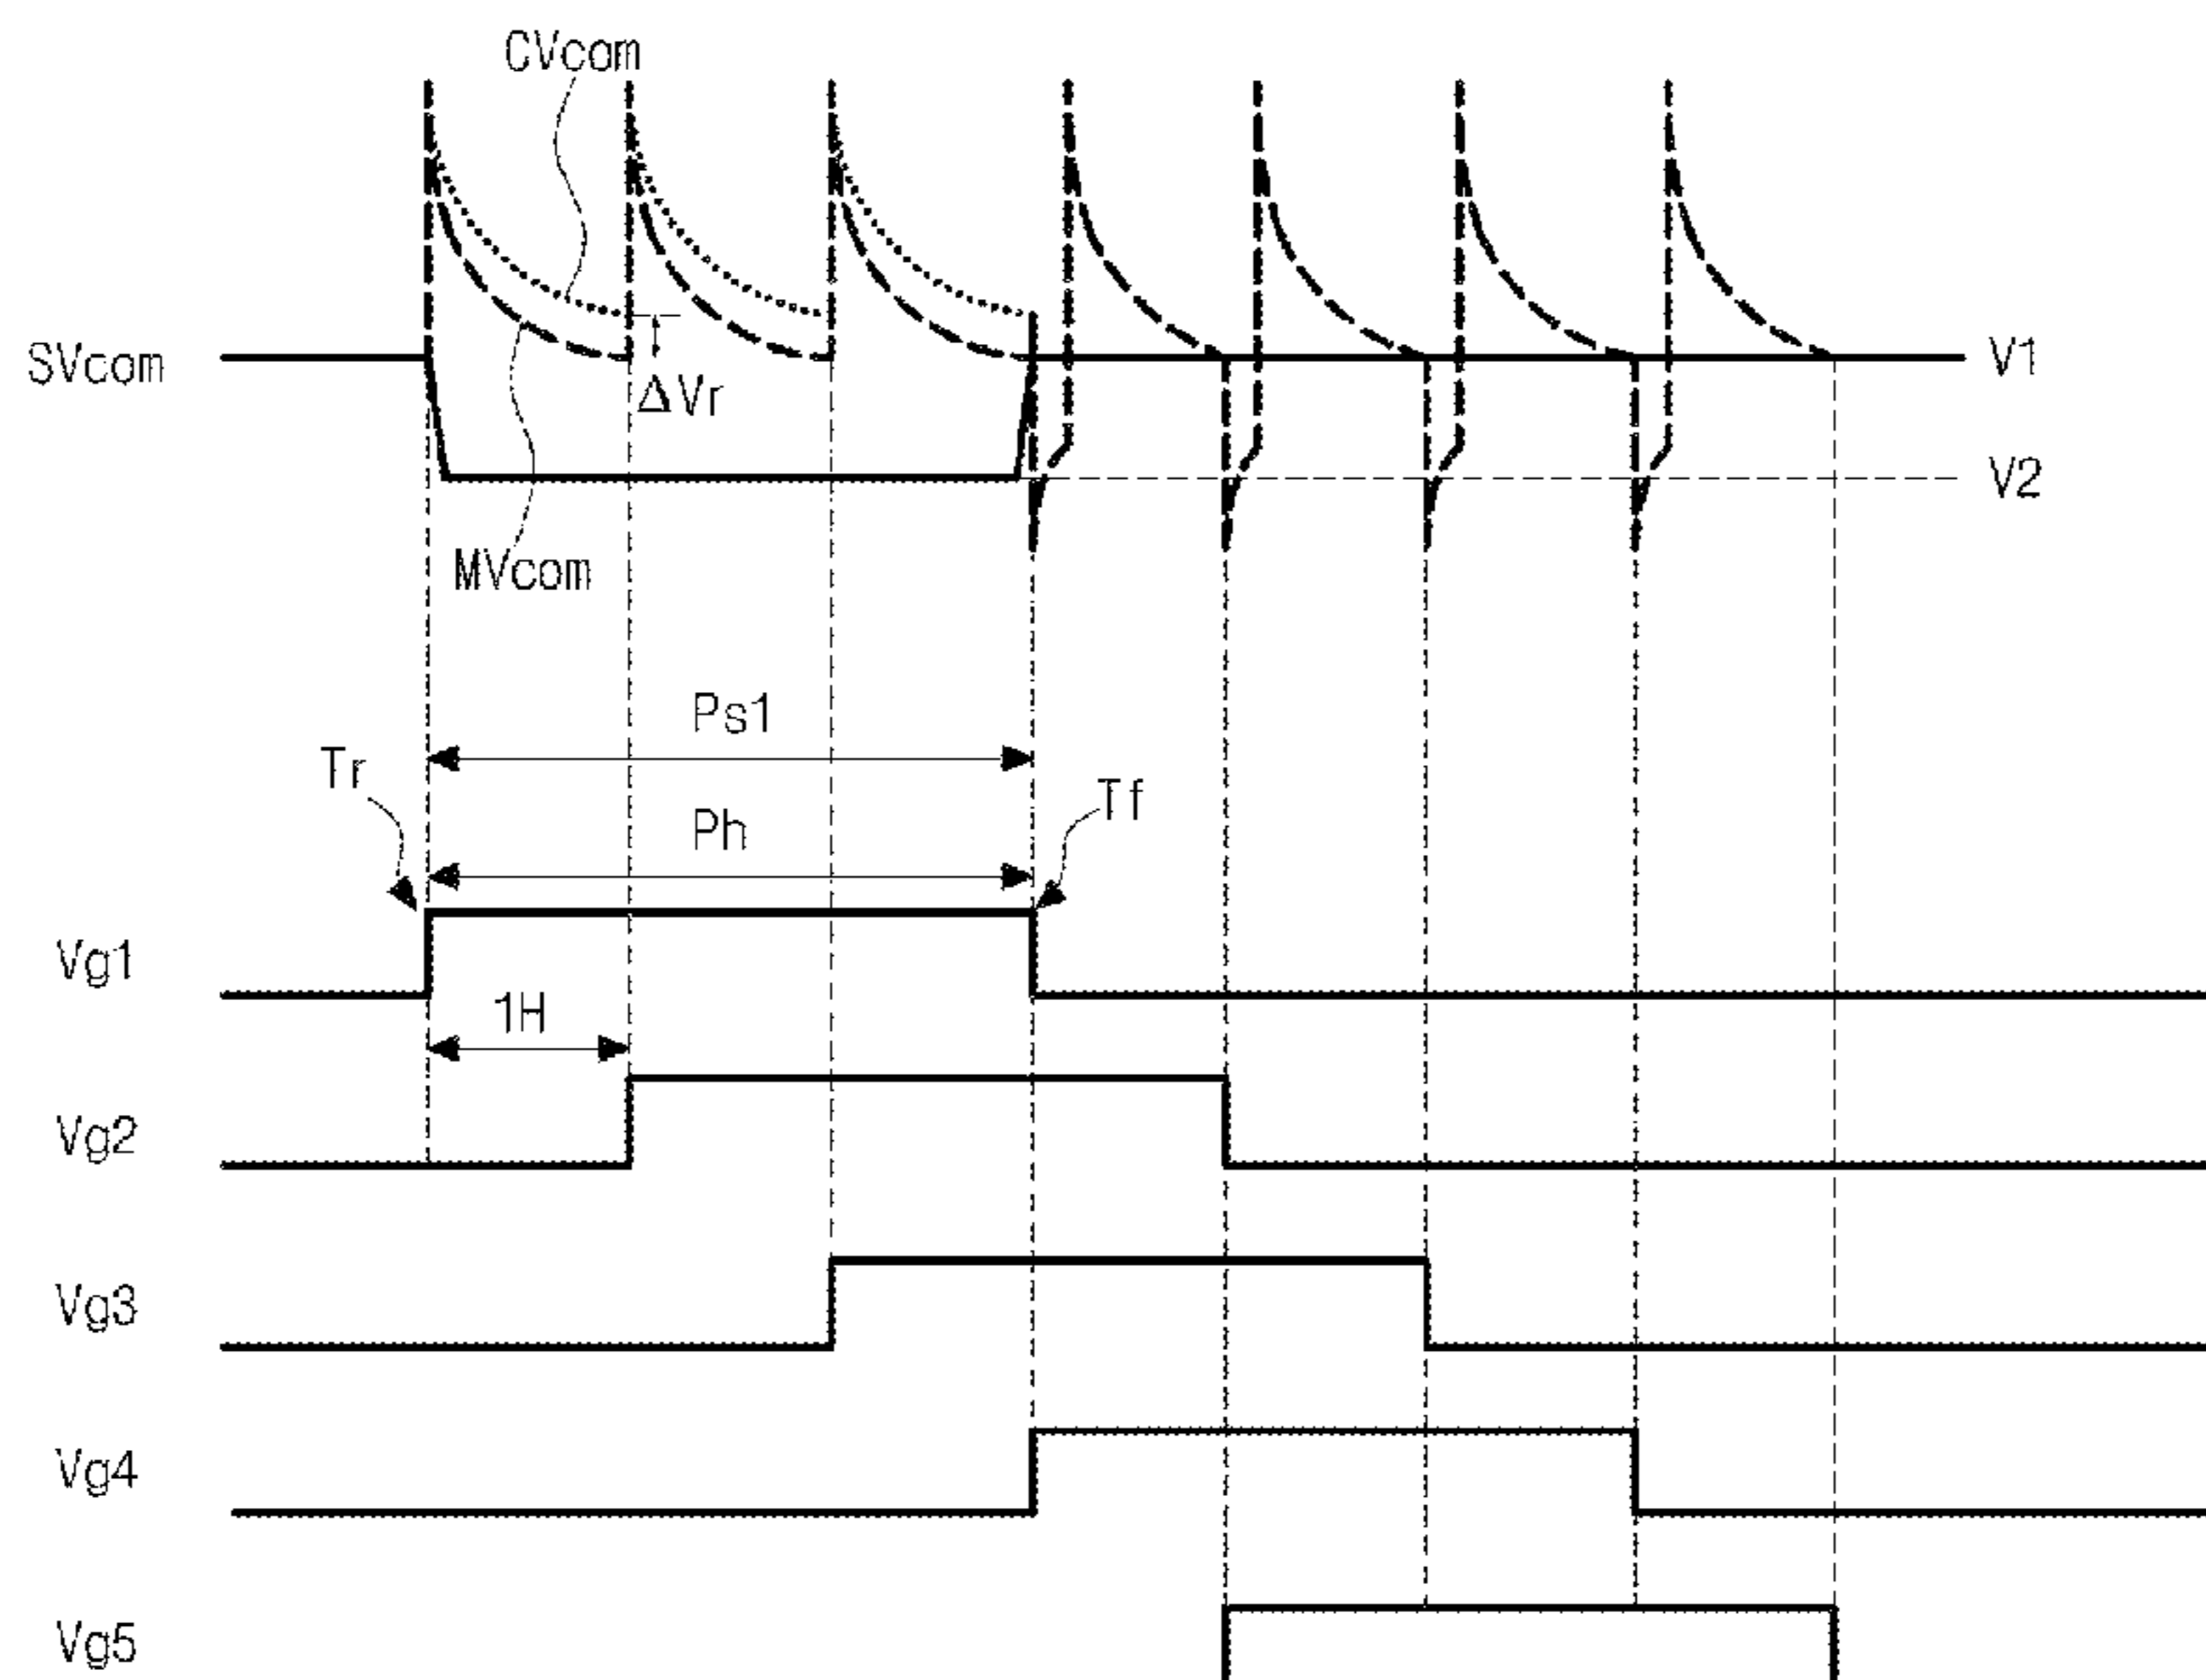 CVcom
SVcom
V1
ΔVr
V2
MVcom
Ps1
Tr
Tf
Ph
Vg1
1H
Vg2
Vg3
Vg4
Vg5